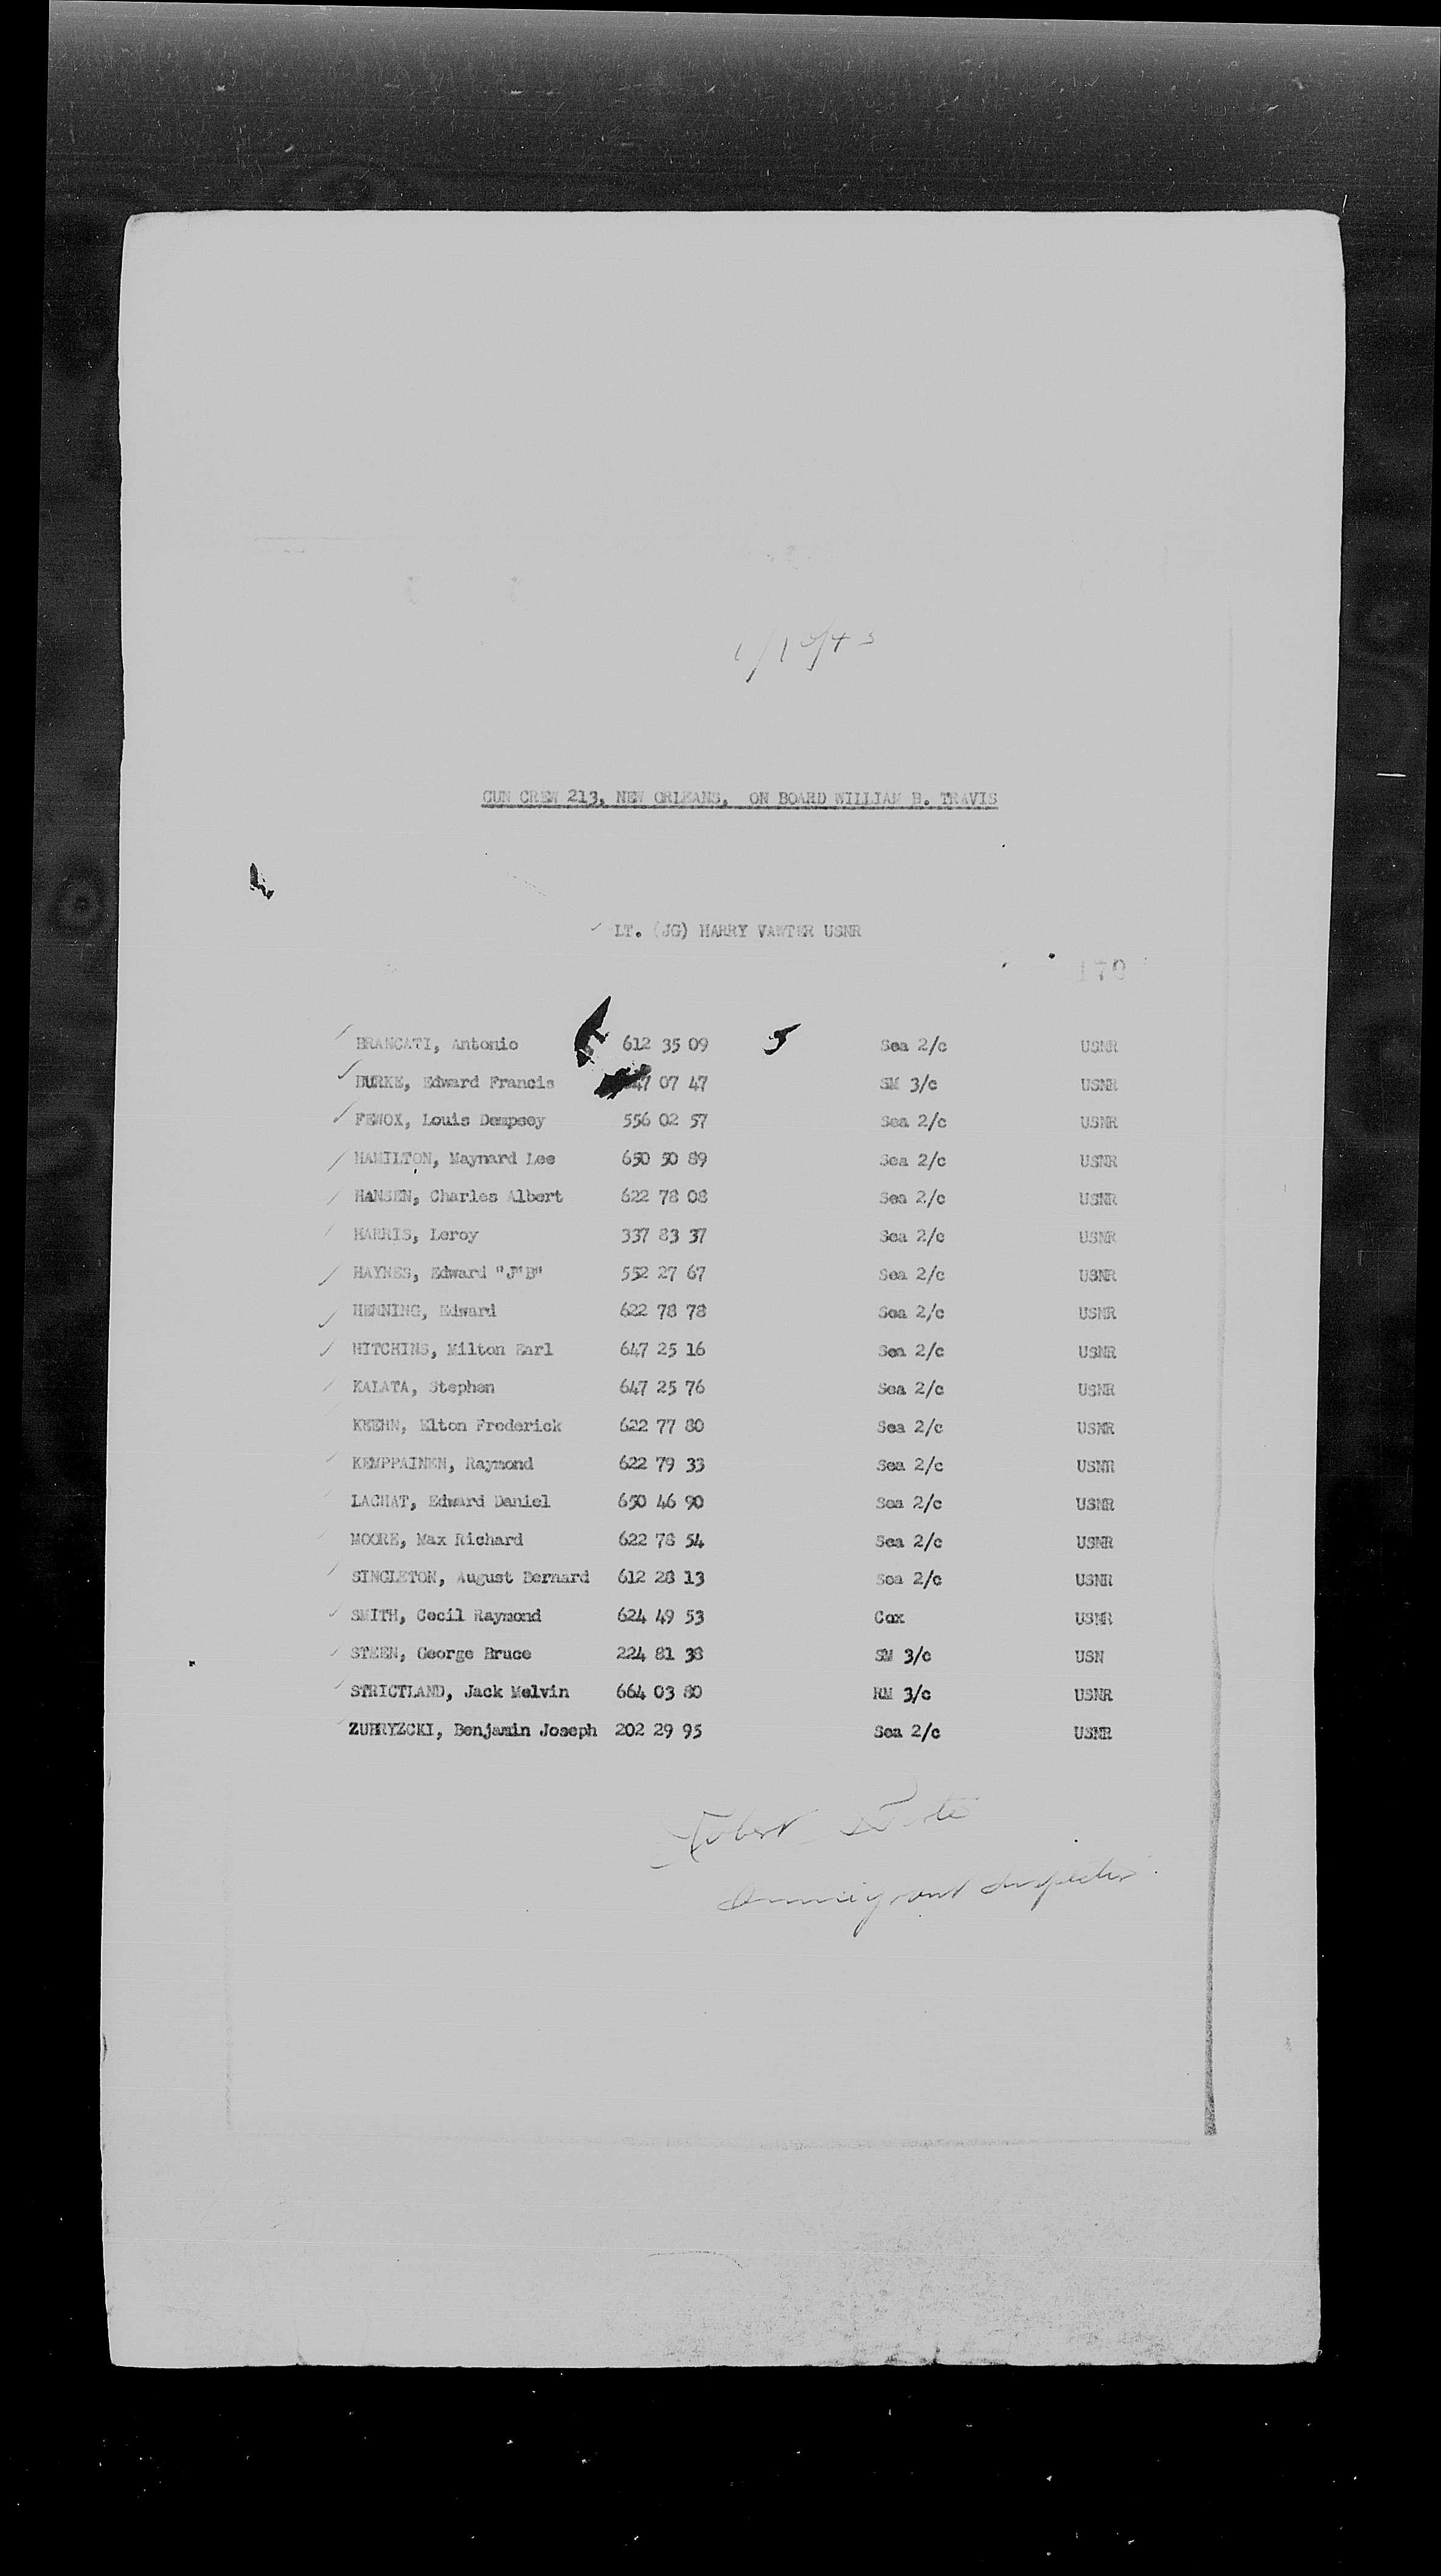 GUN CREW 213, NEW ORLEANS, ON BOARD WILLIAM B. TRAVIS
LT. (JG) HARRY VAWTER USNR
170
BRANCATI, Antonio 612 35 09 Sea 2/c USNR
BURKE, Edward Francis 47 07 47 SM 3/c USNR
FENOX, Louis Dempsey 556 02 57 Sea 2/c USNR
HAMILTON, Maynard Lee 650 50 89 Sea 2/c USNR
HANSEN, Charles Albert 622 78 08 Sea 2/c USNR
HARRIS, Leroy 337 83 37 Sea 2/c USNR
HAYNES, Edward "J"B" 552 27 67 Sea 2/c USNR
HENNING, Edward 622 78 78 Sea 2/c USNR
HITCHINS, Milton Earl 647 25 16 Sea 2/c USNR
KALATA, Stephen 647 25 76 Sea 2/c USNR
KEEHN, Elton Frederick 622 77 80 Sea 2/c USNR
KEMPPAINEN, Raymond 622 79 33 Sea 2/c USNR
LACHAT, Edward Daniel 650 46 90 Sea 2/c USNR
MOORE, Max Richard 622 78 54 Sea 2/c USNR
SINGLETON, August Bernard 612 28 13 Sea 2/c USNR
SMITH, Cecil Raymond 624 49 53 Cox USNR
STEEN, George Bruce 224 81 38 SM 3/c USN
STRICTLAND, Jack Melvin 664 03 80 RM 3/c USNR
ZUBRYZCKI, Benjamin Joseph 202 29 95 Sea 2/c USNR
Robert
Immigrant Inspector